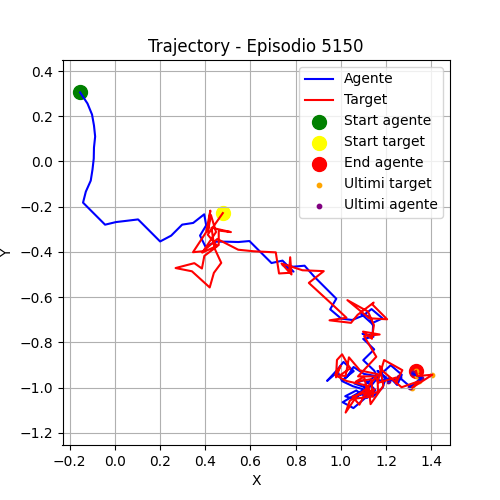 Trajectory - Episodio 5150
Agente
Target
Start agente
Start target
End agente
Ultimi target
Ultimi agente
0.4
0.2
0.0
−0.2
−0.4
−0.6
−0.8
−1.0
−1.2
Y
−0.2
0.0
0.2
0.4
0.6
0.8
1.0
1.2
1.4
X